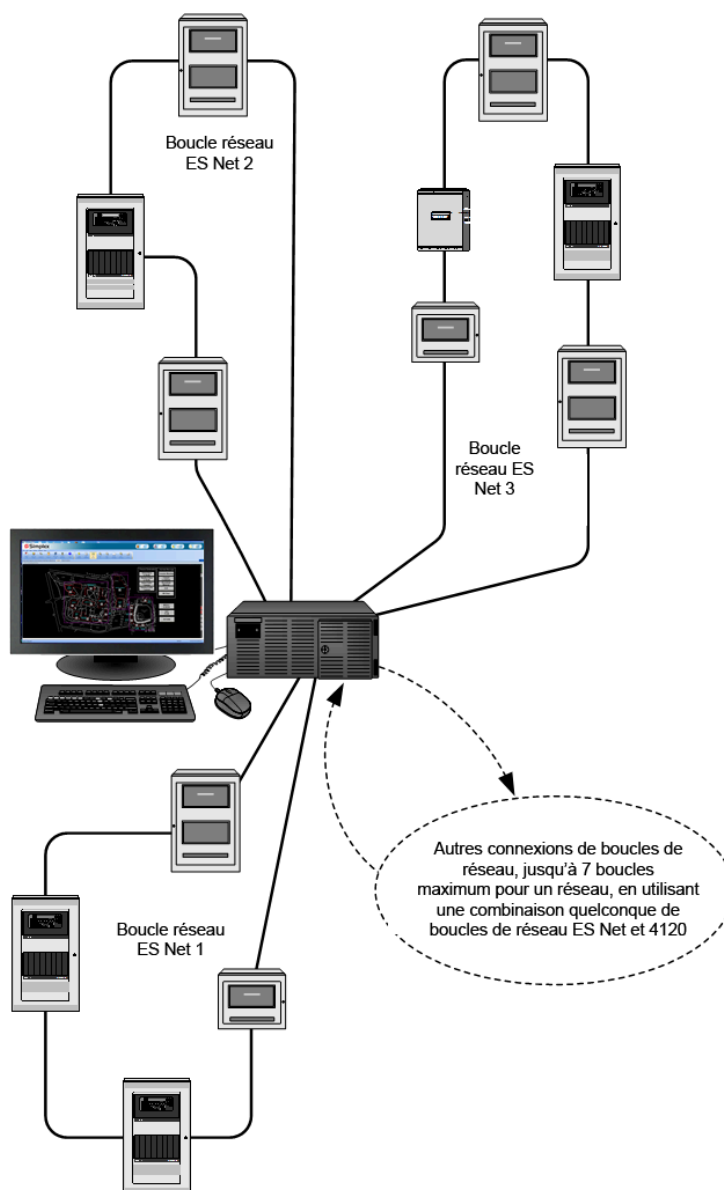 Boucle réseau
ES Net 2
Boucle
réseau ES
Net 3
Simplex
Autres connexions de boucles de
réseau, jusqu’à 7 boucles
maximum pour un réseau, en utilisant
une combinaison quelconque de
boucles de réseau ES Net et 4120
Boucle réseau
ES Net 1